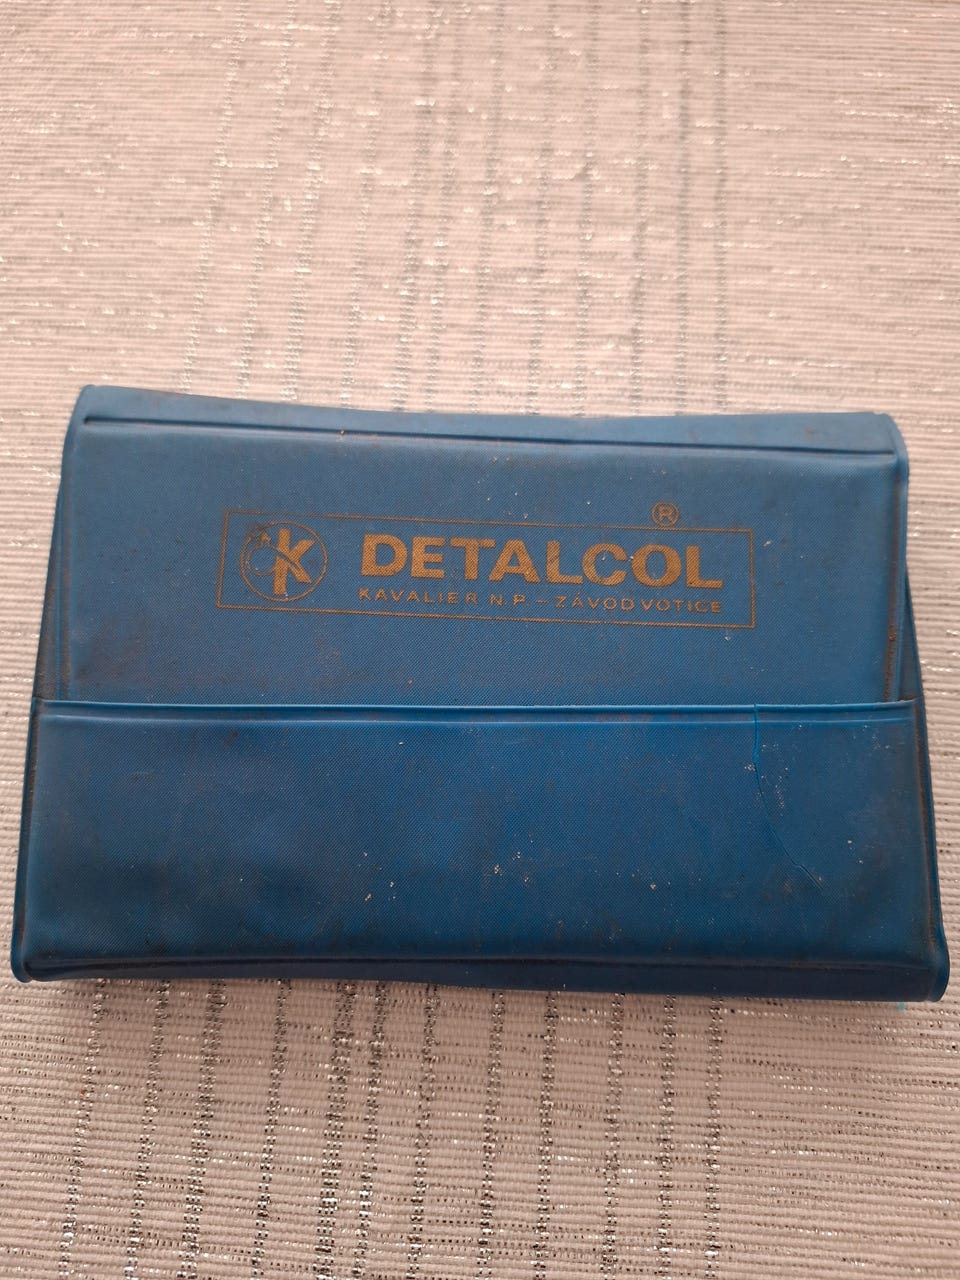 ®
K DETALCOL
KAVALIER N.P. – ZÁVOD VOTICE